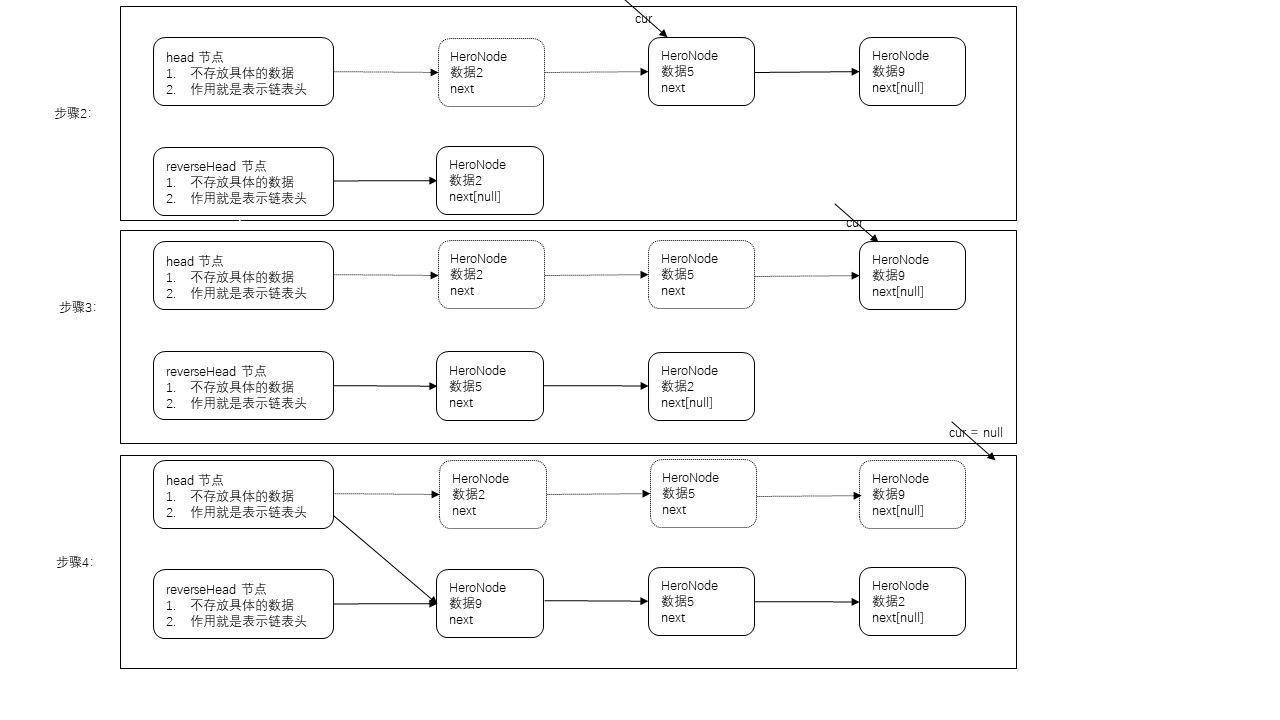 cur
head 节点
1. 不存放具体的数据
2. 作用就是表示链表头
HeroNode
数据2
next
HeroNode
数据5
next
HeroNode
数据9
next[null]
步骤2:
reverseHead 节点
1. 不存放具体的数据
2. 作用就是表示链表头
HeroNode
数据2
next[null]
cur
head 节点
1. 不存放具体的数据
2. 作用就是表示链表头
HeroNode
数据2
next
HeroNode
数据5
next
HeroNode
数据9
next[null]
步骤3:
reverseHead 节点
1. 不存放具体的数据
2. 作用就是表示链表头
HeroNode
数据5
next
HeroNode
数据2
next[null]
cur = null
head 节点
1. 不存放具体的数据
2. 作用就是表示链表头
HeroNode
数据2
next
HeroNode
数据5
next
HeroNode
数据9
next[null]
步骤4:
reverseHead 节点
1. 不存放具体的数据
2. 作用就是表示链表头
HeroNode
数据9
next
HeroNode
数据5
next
HeroNode
数据2
next[null]